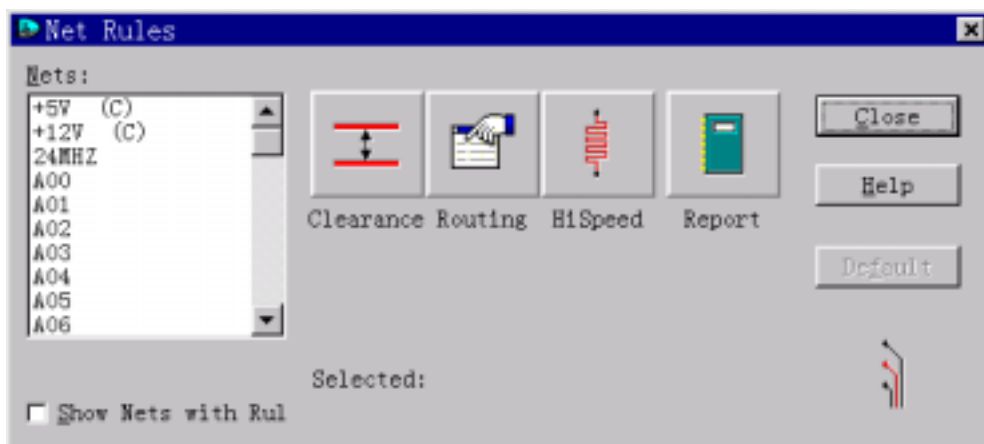 Net Rules
Nets:
+5V (C)
+12V (C)
24MHZ
A00
A01
A02
A03
A04
A05
A06
Clearance Routing HiSpeed Report
Close
Help
Default
Selected:
Show Nets with Rul